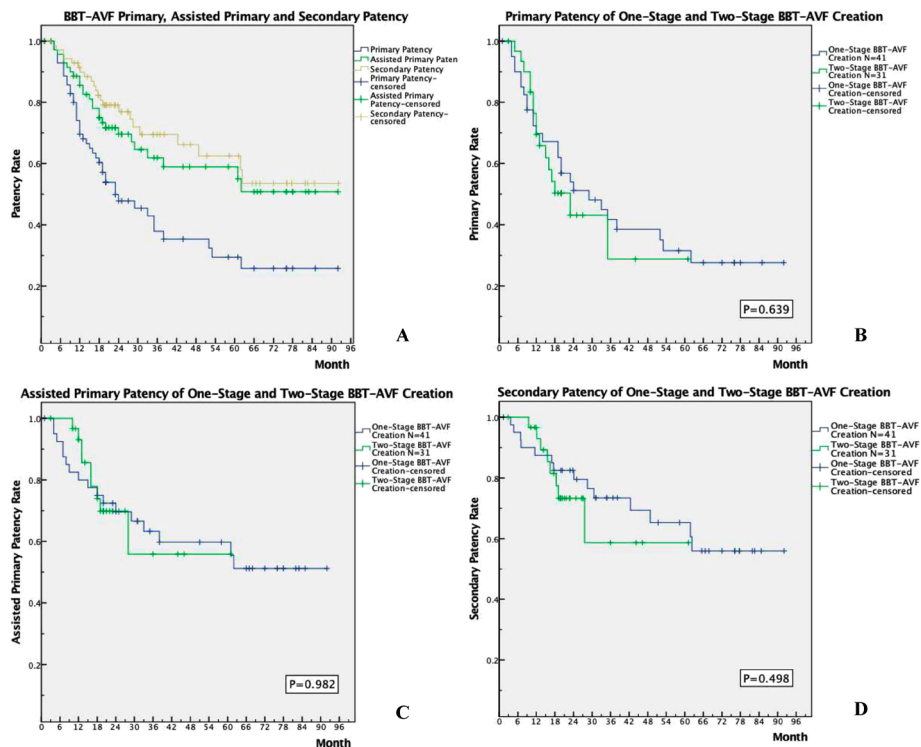 BBT-AVF Primary, Assisted Primary and Secondary Patency
Patency Rate
1.0
0.8
0.6
0.4
0.2
0 6 12 18 24 30 36 42 48 54 60 66 72 78 84 90 96
Month
Primary Patency
Assisted Primary Paten
Secondary Patency
Primary Patency-
censored
Assisted Primary
Patency-censored
Secondary Patency-
censored
A
Primary Patency of One-Stage and Two-Stage BBT-AVF Creation
Primary Patency Rate
1.0
0.8
0.6
0.4
0.2
0 6 12 18 24 30 36 42 48 54 60 66 72 78 84 90 96
Month
One-Stage BBT-AVF
Creation N=41
Two-Stage BBT-AVF
Creation N=31
One-Stage BBT-AVF
Creation-censored
Two-Stage BBT-AVF
Creation-censored
P=0.639
B
Assisted Primary Patency of One-Stage and Two-Stage BBT-AVF Creation
Assisted Primary Patency Rate
1.0
0.8
0.6
0.4
0.2
0 6 12 18 24 30 36 42 48 54 60 66 72 78 84 90 96
Month
One-Stage BBT-AVF
Creation N=41
Two-Stage BBT-AVF
Creation N=31
One-Stage BBT-AVF
Creation-censored
Two-Stage BBT-AVF
Creation-censored
P=0.982
C
Secondary Patency of One-Stage and Two-Stage BBT-AVF Creation
Secondary Patency Rate
1.0
0.8
0.6
0.4
0.2
0 6 12 18 24 30 36 42 48 54 60 66 72 78 84 90 96
Month
One-Stage BBT-AVF
Creation N=41
Two-Stage BBT-AVF
Creation N=31
One-Stage BBT-AVF
Creation-censored
Two-Stage BBT-AVF
Creation-censored
P=0.498
D